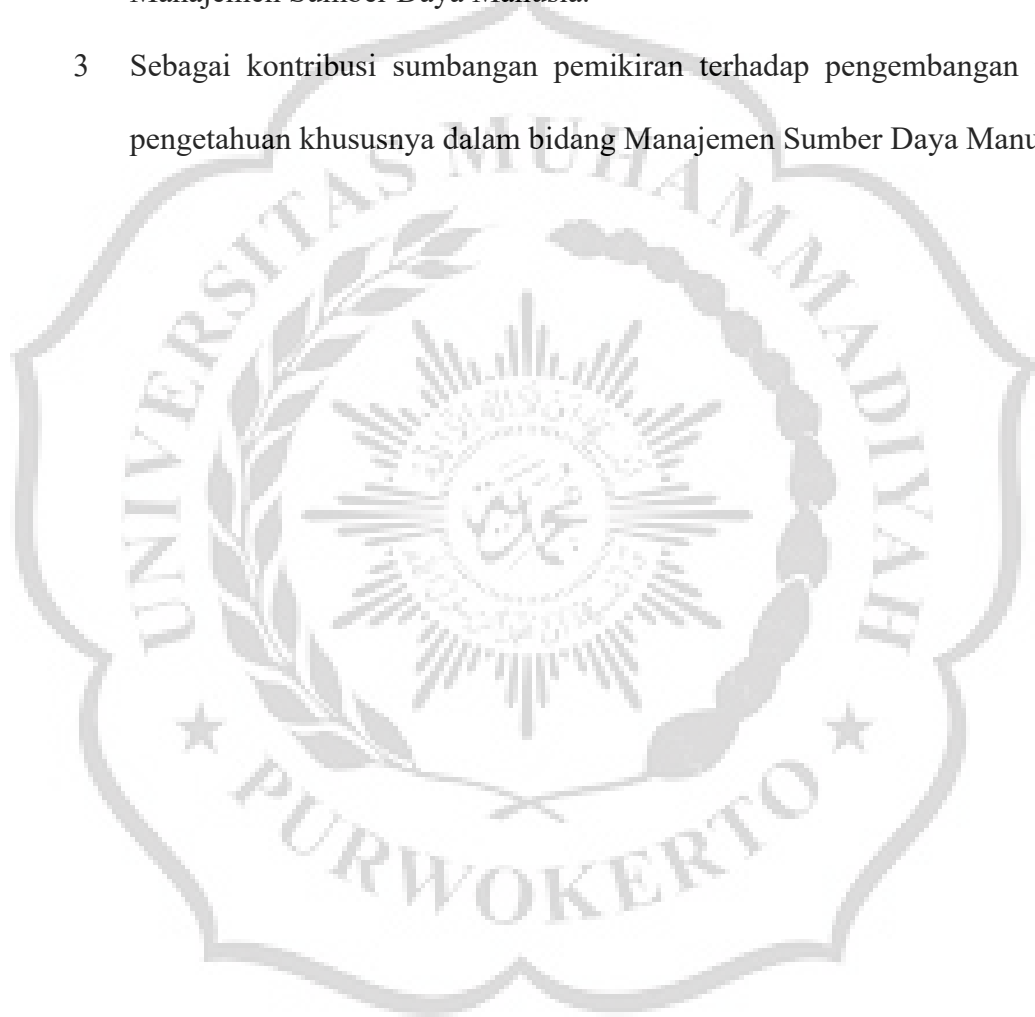 Manajemen Sumber Daya Manusia.
3 Sebagai kontribusi sumbangan pemikiran terhadap pengembangan
pengetahuan khususnya dalam bidang Manajemen Sumber Daya Manu
UNIVERSITAS MUHAMMADIYAH
PURWOKERTO